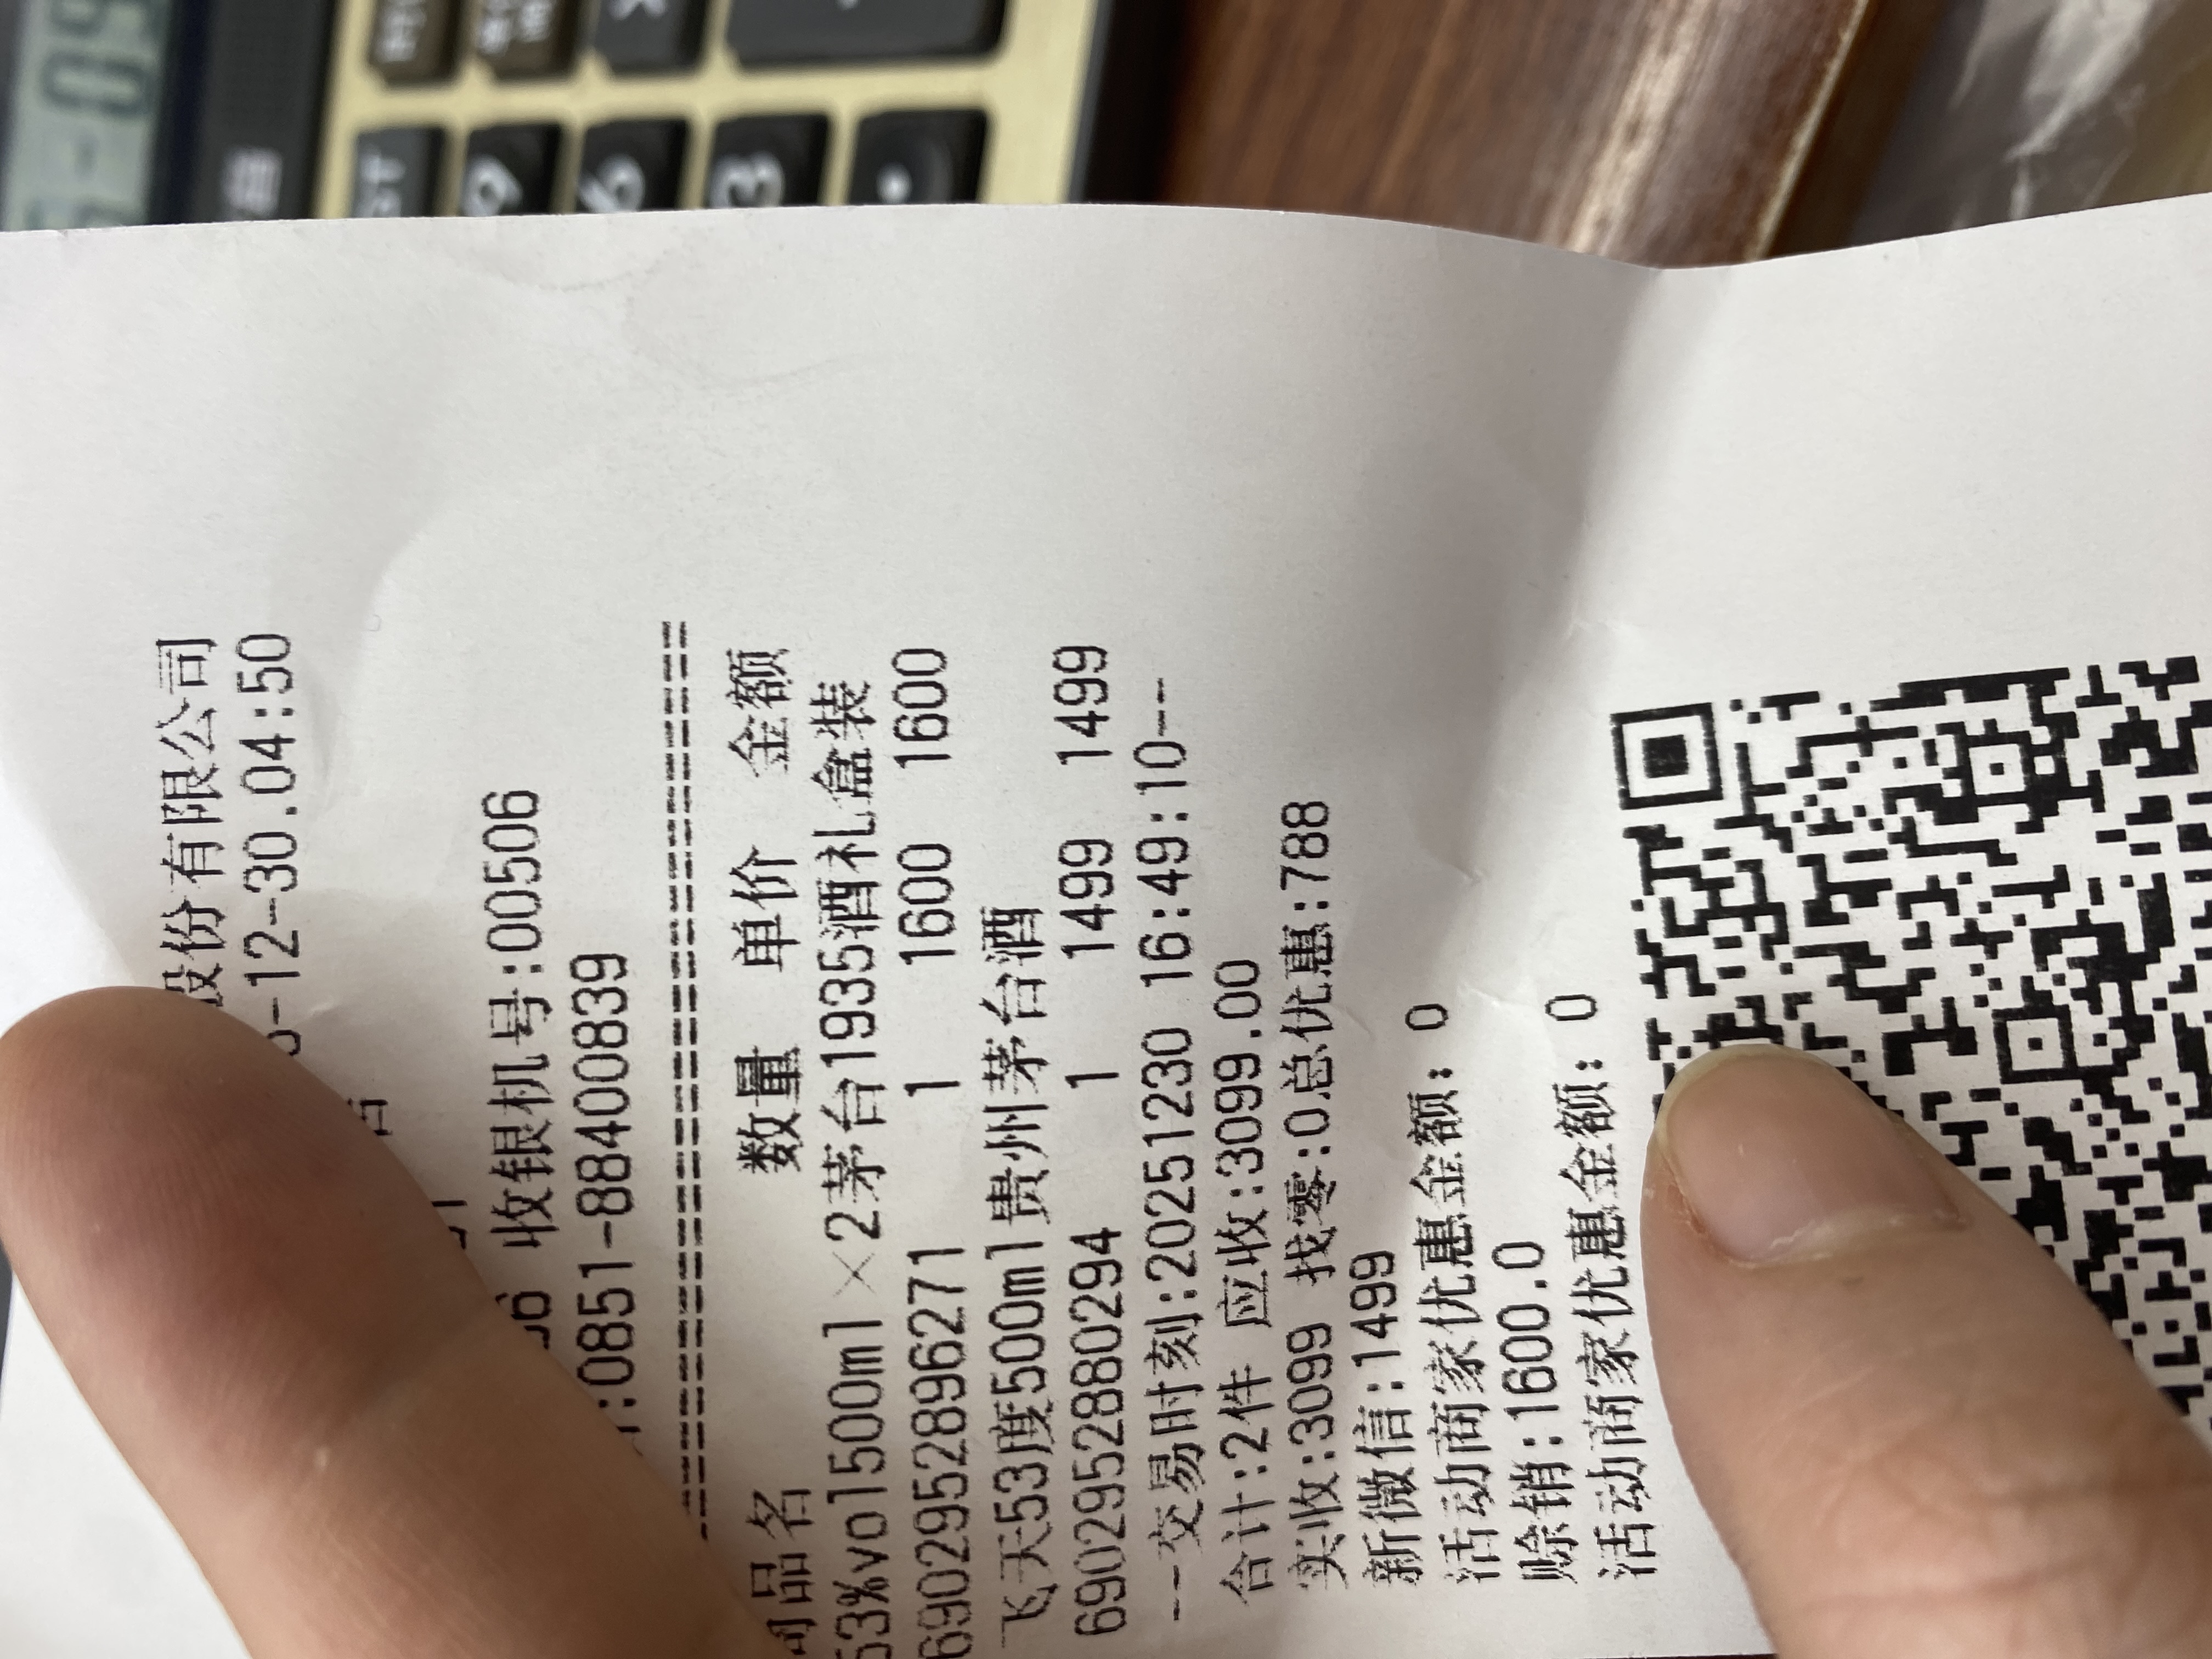 股份有限公司
-12-30.04:50
收银机号:00506
:0851-88400839
================================
商品名 数量 单价 金额
53%vol500ml×2茅台1935酒礼盒装
6902952896271 1 1600 1600
飞天53度500ml贵州茅台酒
6902952880294 1 1499 1499
--交易时刻:20251230 16:49:10--
合计:2件 应收:3099.00
实收:3099 找零:0总优惠:788
新微信:1499
活动商家优惠金额: 0
赊销:1600.0
活动商家优惠金额: 0
9
6
3